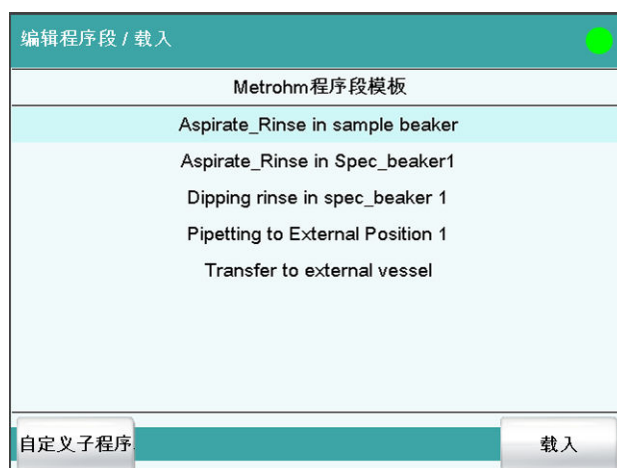 编辑程序段 / 载入
Metrohm程序段模板
Aspirate_Rinse in sample beaker
Aspirate_Rinse in Spec_beaker1
Dipping rinse in spec_beaker 1
Pipetting to External Position 1
Transfer to external vessel
自定义子程序
载入